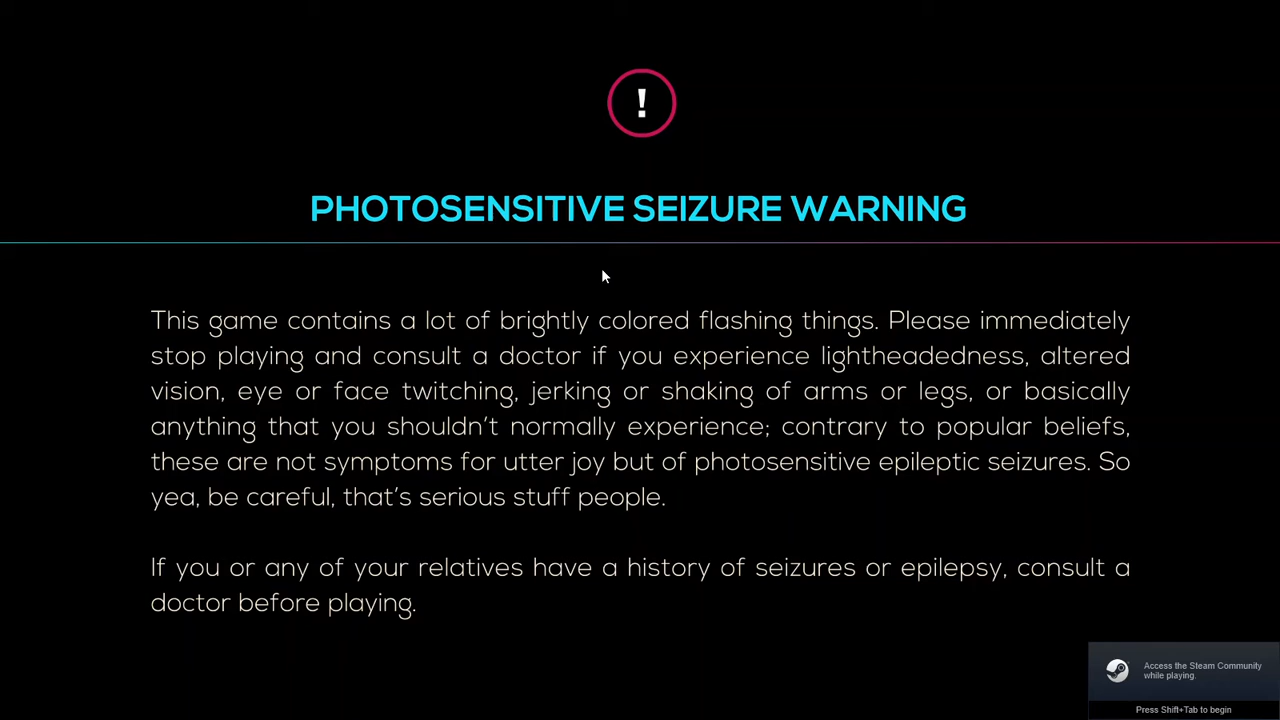 !
PHOTOSENSITIVE SEIZURE WARNING
This game contains a lot of brightly colored flashing things. Please immediately
stop playing and consult a doctor if you experience lightheadedness, altered
vision, eye or face twitching, jerking or shaking of arms or legs, or basically
anything that you shouldn't normally experience; contrary to popular beliefs,
these are not symptoms for utter joy but of photosensitive epileptic seizures. So
yea, be careful, that's serious stuff people.
If you or any of your relatives have a history of seizures or epilepsy, consult a
doctor before playing.
Access the Steam Community
while playing.
Press Shift+Tab to begin